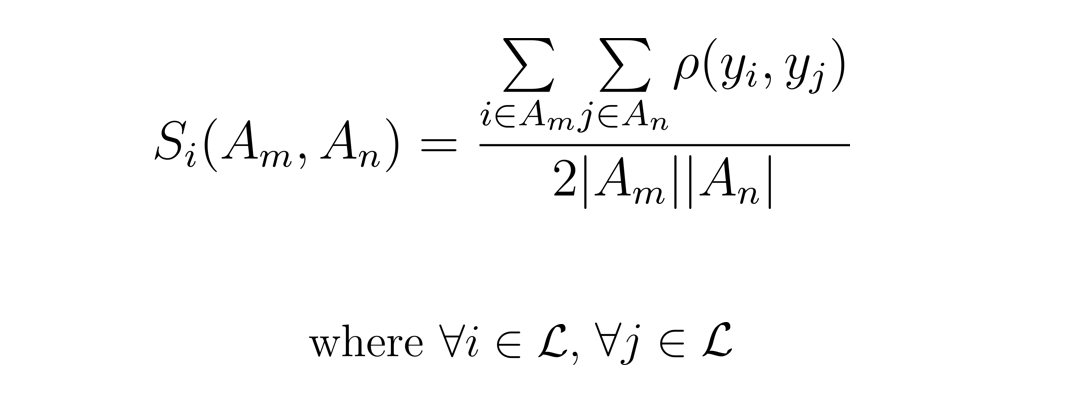 S_i(A_m, A_n) = \frac{\sum_{i \in A_m} \sum_{j \in A_n} \rho(y_i, y_j)}{2|A_m||A_n|}
where ∀i ∈ ℒ, ∀j ∈ ℒ